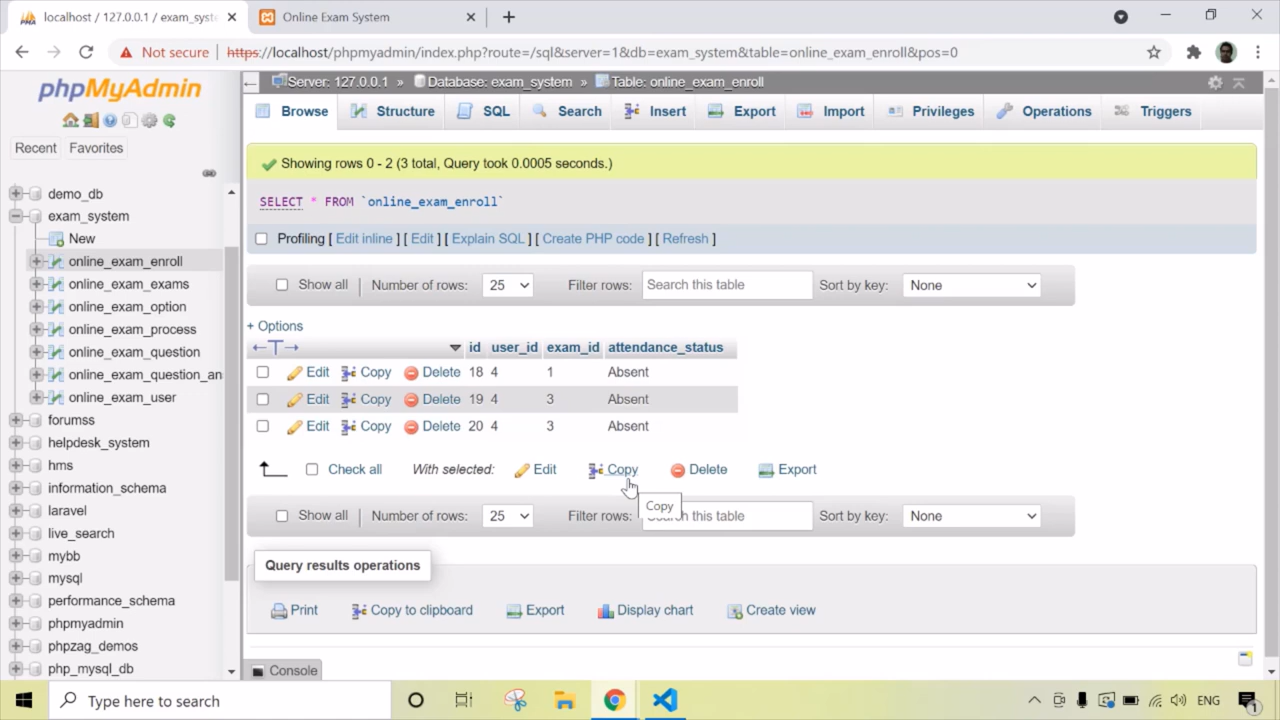 localhost / 127.0.0.1 / exam_syst
Online Exam System
Not secure
https://localhost/phpmyadmin/index.php?route=/sql&server=1&db=exam_system&table=online_exam_enroll&pos=0
phpMyAdmin
Recent
Favorites
demo_db
exam_system
New
online_exam_enroll
online_exam_exams
online_exam_option
online_exam_process
online_exam_question
online_exam_question_an
online_exam_user
forumss
helpdesk_system
hms
information_schema
laravel
live_search
mybb
mysql
performance_schema
phpmyadmin
phpzag_demos
php_mysql_db
Server: 127.0.0.1 » Database: exam_system » Table: online_exam_enroll
Browse Structure SQL Search Insert Export Import Privileges Operations Triggers
Showing rows 0 - 2 (3 total, Query took 0.0005 seconds.)
SELECT * FROM `online_exam_enroll`
Profiling [ Edit inline ] [ Edit ] [ Explain SQL ] [ Create PHP code ] [ Refresh ]
Show all Number of rows: 25 Filter rows: Search this table Sort by key: None
+ Options
id user_id exam_id attendance_status
Edit Copy Delete 18 4 1 Absent
Edit Copy Delete 19 4 3 Absent
Edit Copy Delete 20 4 3 Absent
Check all With selected: Edit Copy Delete Export
Copy
Show all Number of rows: 25 Filter rows: Search this table Sort by key: None
Query results operations
Print Copy to clipboard Export Display chart Create view
Console
Type here to search
ENG
1